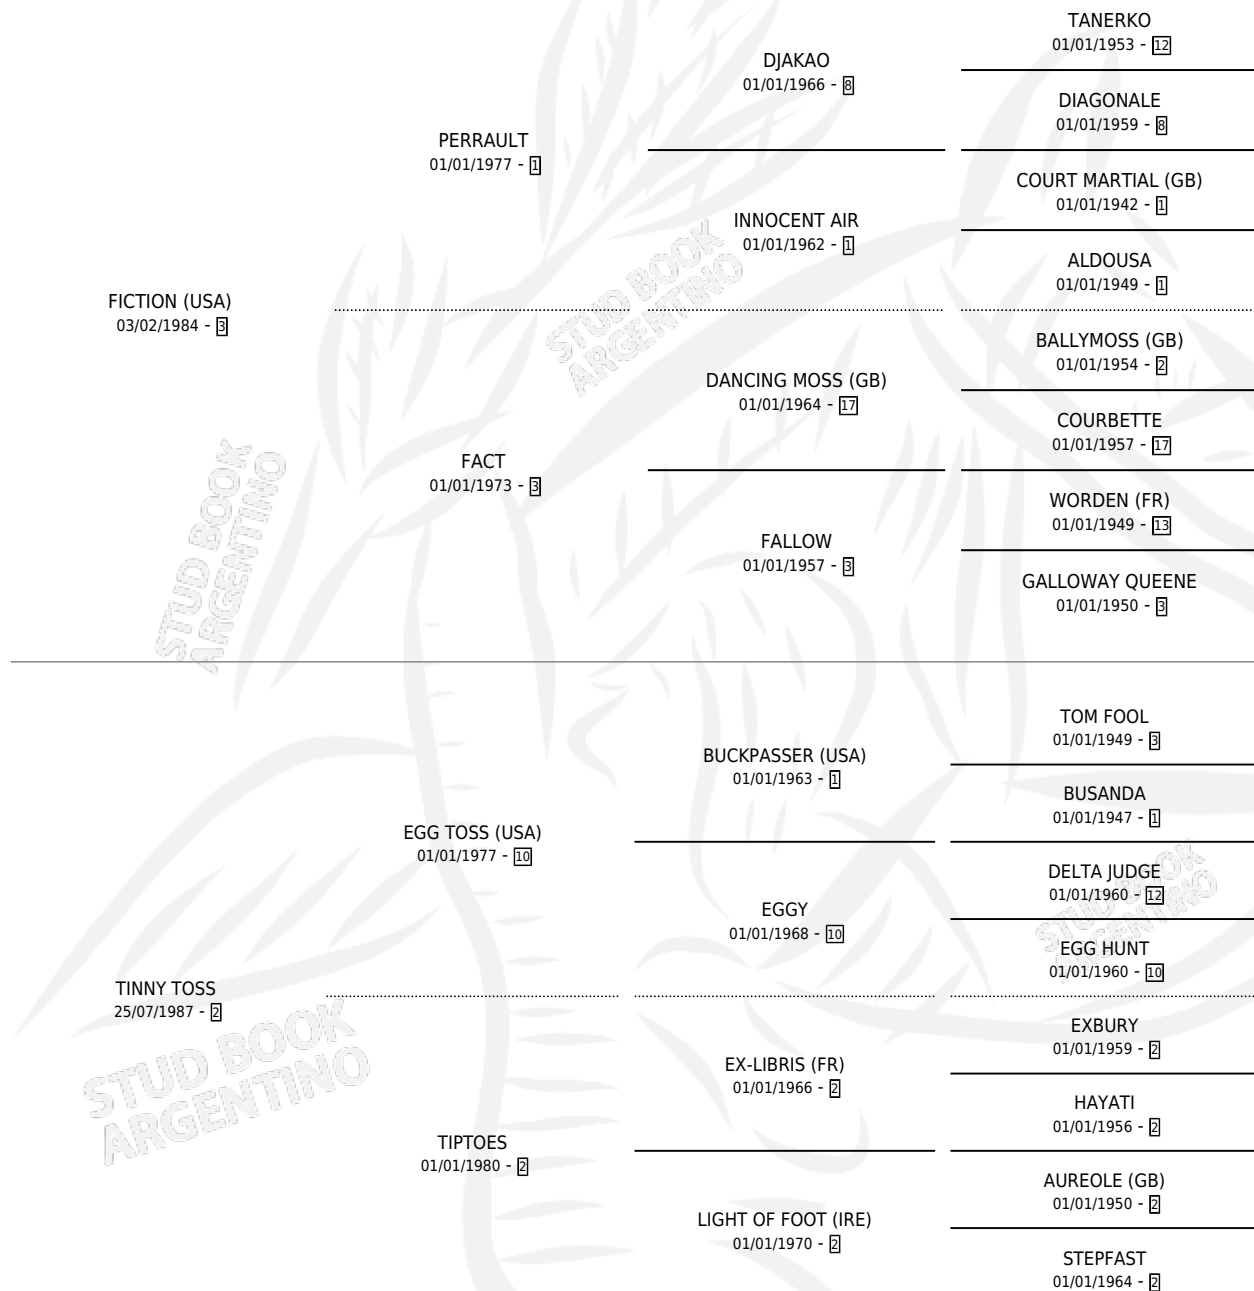 TANERKO
01/01/1953 - 12
DJAKAO
01/01/1966 - 8
DIAGONALE
01/01/1959 - 8
PERRAULT
01/01/1977 - 1
COURT MARTIAL (GB)
01/01/1942 - 1
INNOCENT AIR
01/01/1962 - 1
ALDOUSA
01/01/1949 - 1
FICTION (USA)
03/02/1984 - 3
BALLYMOSS (GB)
01/01/1954 - 2
DANCING MOSS (GB)
01/01/1964 - 17
COURBETTE
01/01/1957 - 17
FACT
01/01/1973 - 3
WORDEN (FR)
01/01/1949 - 13
FALLOW
01/01/1957 - 3
GALLOWAY QUEENE
01/01/1950 - 3
TOM FOOL
01/01/1949 - 3
BUCKPASSER (USA)
01/01/1963 - 1
BUSANDA
01/01/1947 - 1
EGG TOSS (USA)
01/01/1977 - 10
DELTA JUDGE
01/01/1960 - 12
EGGY
01/01/1968 - 10
EGG HUNT
01/01/1960 - 10
TINNY TOSS
25/07/1987 - 2
EXBURY
01/01/1959 - 2
EX-LIBRIS (FR)
01/01/1966 - 2
HAYATI
01/01/1956 - 2
TIPTOES
01/01/1980 - 2
AUREOLE (GB)
01/01/1950 - 2
LIGHT OF FOOT (IRE)
01/01/1970 - 2
STEPFAST
01/01/1964 - 2
STUD BOOK
ARGENTINO
STUD BOOK
ARGENTINO
STUD BOOK
ARGENTINO
STUD BOOK
ARGENTINO